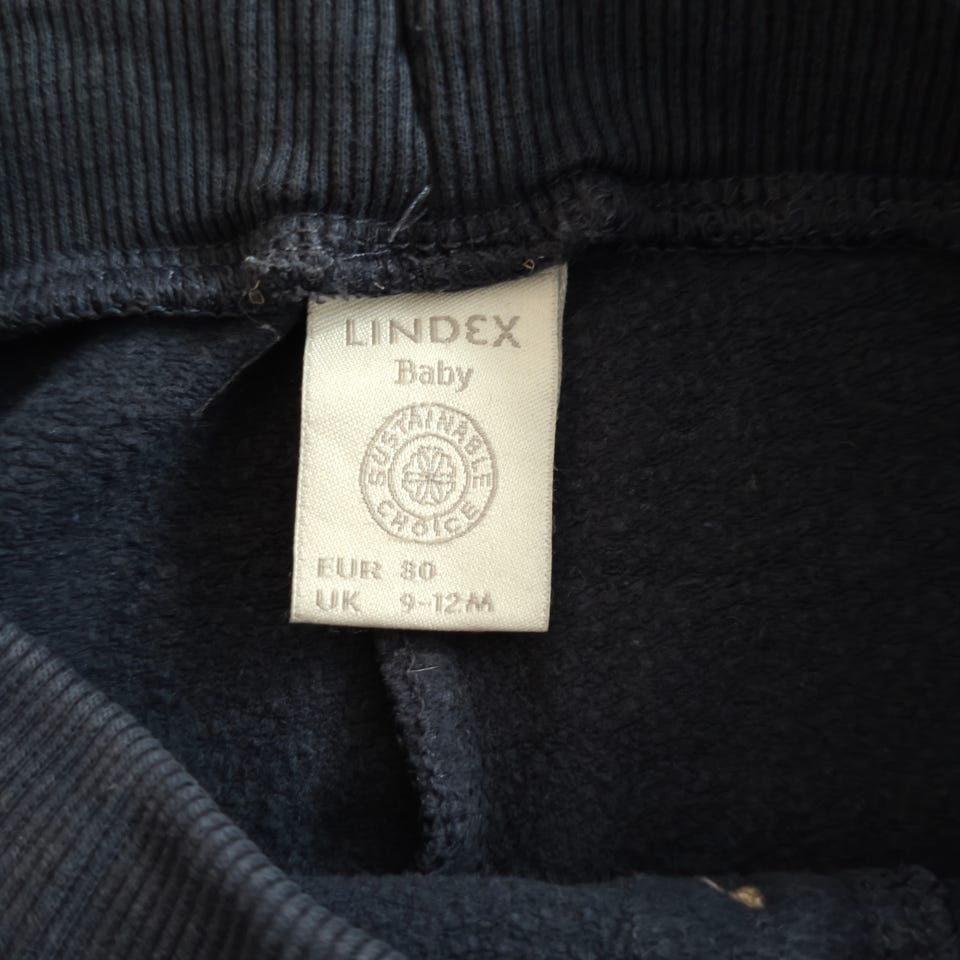 LINDEX
Baby
SUSTAINABLE
CHOICE
EUR 80
UK 9-12M